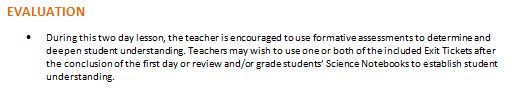 EVALUATION
• During this two day lesson, the teacher is encouraged to use formative assessments to determine and
deepen student understanding. Teachers may wish to use one or both of the included Exit Tickets after
the conclusion of the first day or review and/or grade students' Science Notebooks to establish student
understanding.